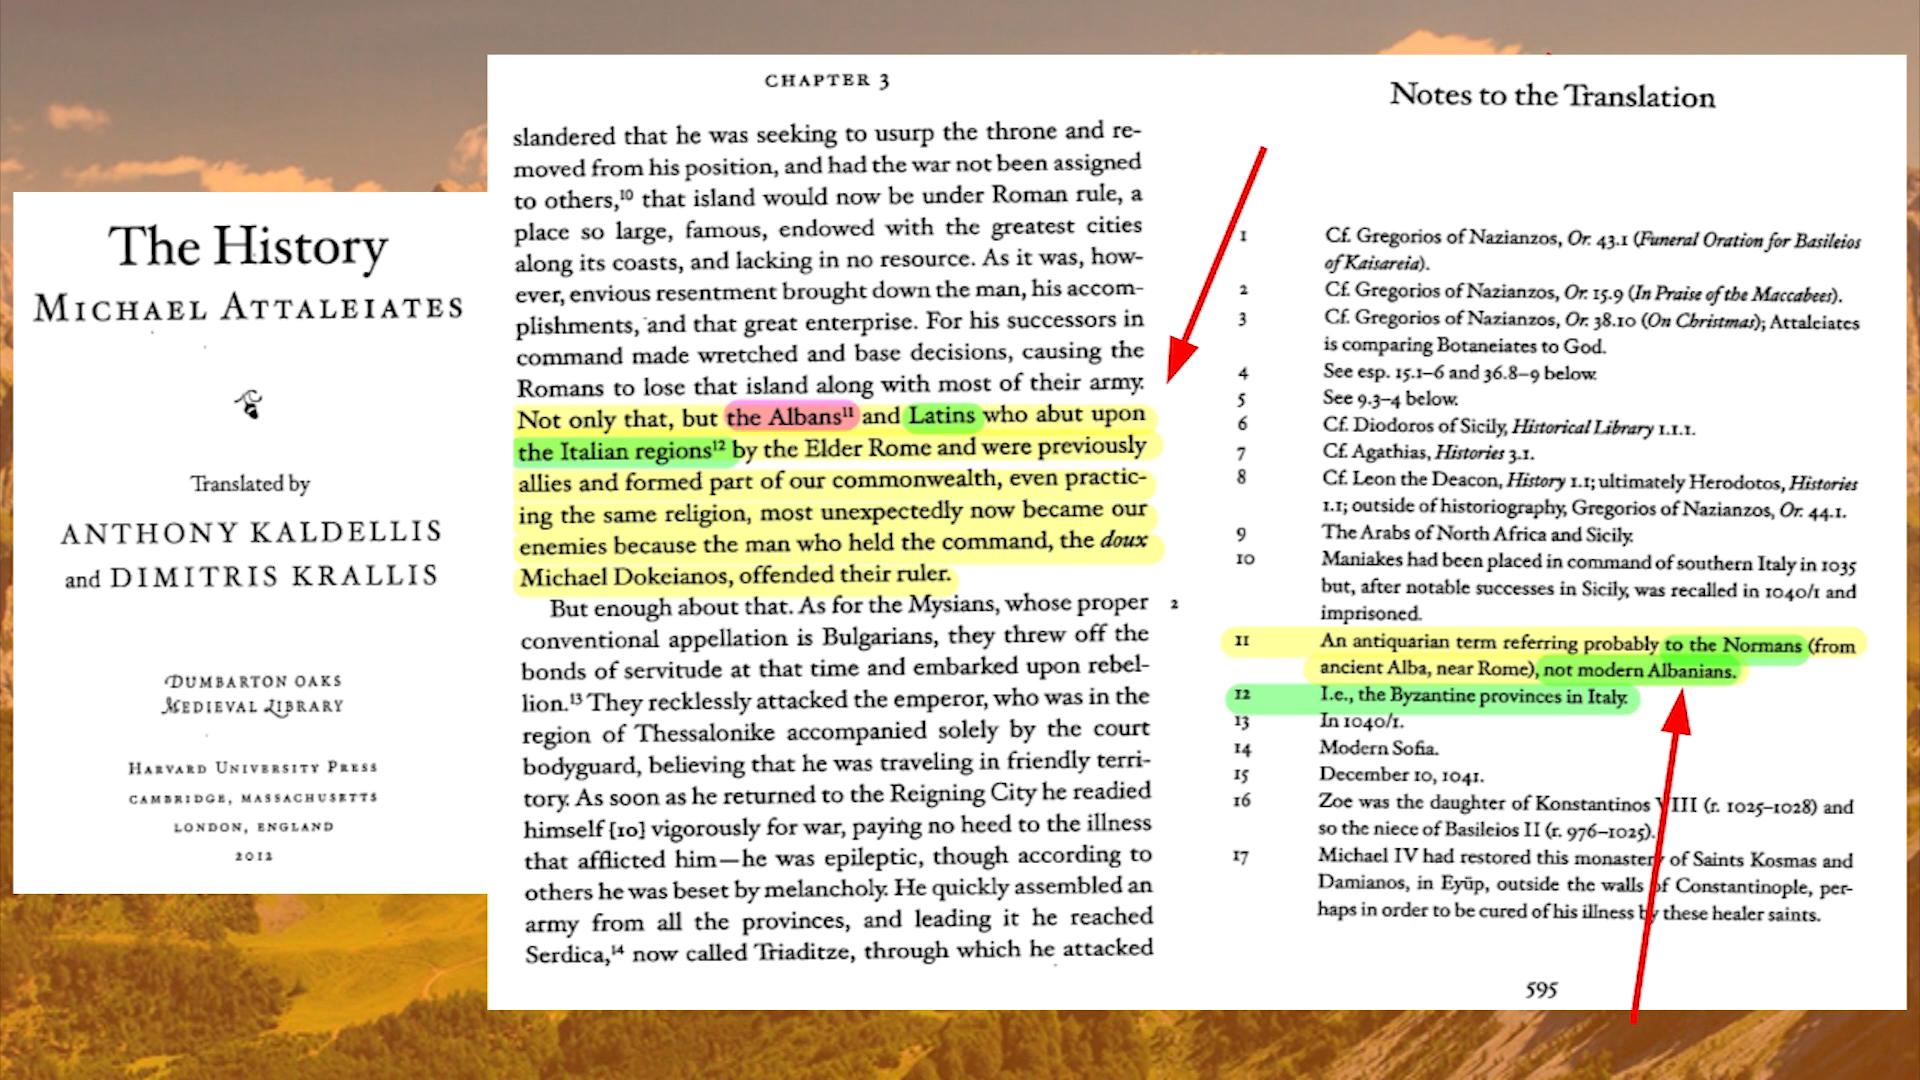 The History
MICHAEL ATTALEIATES
Translated by
ANTHONY KALDELLIS
and DIMITRIS KRALLIS
DUMBARTON OAKS
MEDIEVAL LIBRARY
HARVARD UNIVERSITY PRESS
CAMBRIDGE, MASSACHUSETTS
LONDON, ENGLAND
2012
CHAPTER 3
slandered that he was seeking to usurp the throne and re-
moved from his position, and had the war not been assigned
to others,¹⁰ that island would now be under Roman rule, a
place so large, famous, endowed with the greatest cities
along its coasts, and lacking in no resource. As it was, how-
ever, envious resentment brought down the man, his accom-
plishments, and that great enterprise. For his successors in
command made wretched and base decisions, causing the
Romans to lose that island along with most of their army.
Not only that, but the Albans¹¹ and Latins who abut upon
the Italian regions¹² by the Elder Rome and were previously
allies and formed part of our commonwealth, even practic-
ing the same religion, most unexpectedly now became our
enemies because the man who held the command, the doux
Michael Dokeianos, offended their ruler.
But enough about that. As for the Mysians, whose proper 2
conventional appellation is Bulgarians, they threw off the
bonds of servitude at that time and embarked upon rebel-
lion.¹³ They recklessly attacked the emperor, who was in the
region of Thessalonike accompanied solely by the court
bodyguard, believing that he was traveling in friendly terri-
tory. As soon as he returned to the Reigning City he readied
himself [10] vigorously for war, paying no heed to the illness
that afflicted him—he was epileptic, though according to
others he was beset by melancholy. He quickly assembled an
army from all the provinces, and leading it he reached
Serdica,¹⁴ now called Triaditze, through which he attacked
Notes to the Translation
1 Cf. Gregorios of Nazianzos, Or. 43.1 (Funeral Oration for Basileios
of Kaisareia).
2 Cf. Gregorios of Nazianzos, Or. 15.9 (In Praise of the Maccabees).
3 Cf. Gregorios of Nazianzos, Or. 38.10 (On Christmas); Attaleiates
is comparing Botaneiates to God.
4 See esp. 15.1–6 and 36.8–9 below.
5 See 9.3–4 below.
6 Cf. Diodoros of Sicily, Historical Library 1.1.1.
7 Cf. Agathias, Histories 3.1.
8 Cf. Leon the Deacon, History 1.1; ultimately Herodotos, Histories
1.1; outside of historiography, Gregorios of Nazianzos, Or. 44.1.
9 The Arabs of North Africa and Sicily.
10 Maniakes had been placed in command of southern Italy in 1035
but, after notable successes in Sicily, was recalled in 1040/1 and
imprisoned.
11 An antiquarian term referring probably to the Normans (from
ancient Alba, near Rome), not modern Albanians.
12 I.e., the Byzantine provinces in Italy.
13 In 1040/1.
14 Modern Sofia.
15 December 10, 1041.
16 Zoe was the daughter of Konstantinos VIII (r. 1025–1028) and
so the niece of Basileios II (r. 976–1025).
17 Michael IV had restored this monastery of Saints Kosmas and
Damianos, in Eyüp, outside the walls of Constantinople, per-
haps in order to be cured of his illness by these healer saints.
595